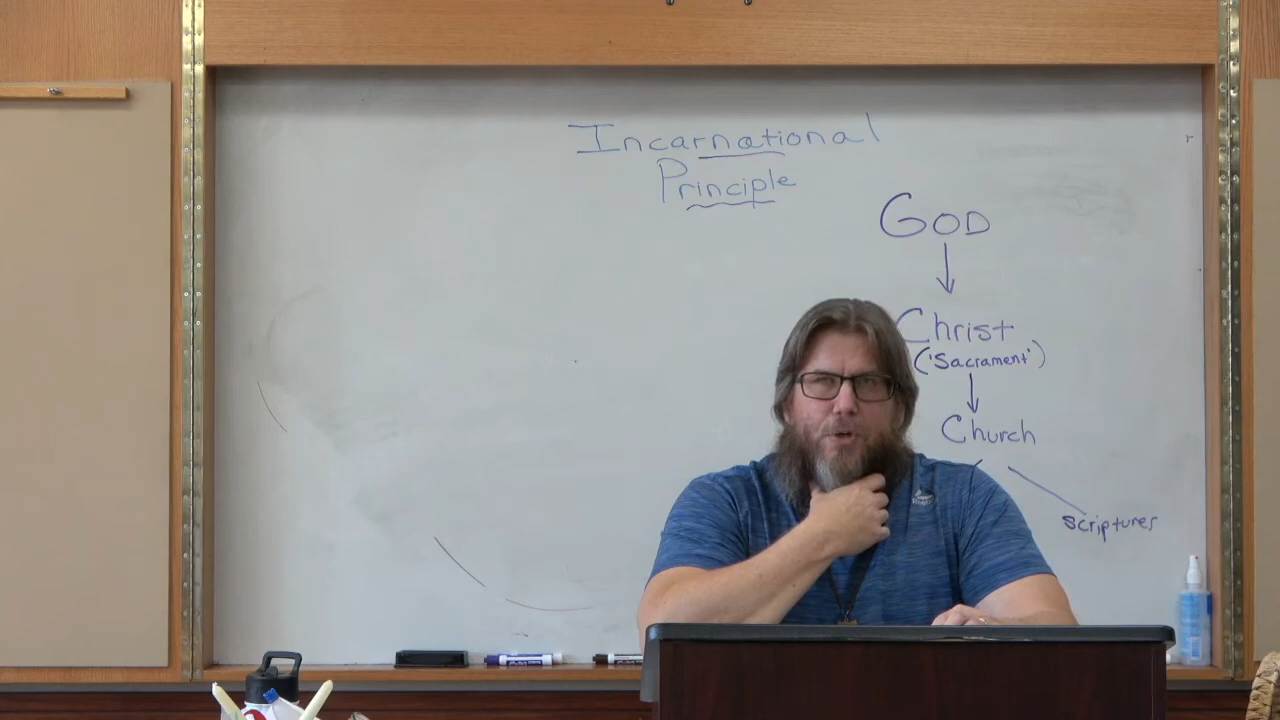 Incarnational
Principle
GOD
Christ
('Sacrament')
Church
Scriptures